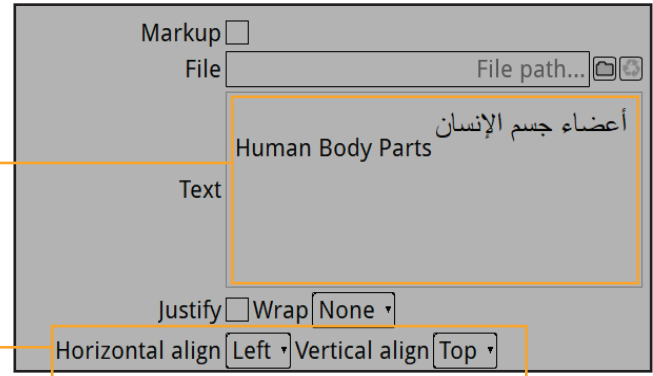 Markup
File File path...
أعضاء جسم الإنسان
Human Body Parts
Text
Justify Wrap None
Horizontal align Left Vertical align Top